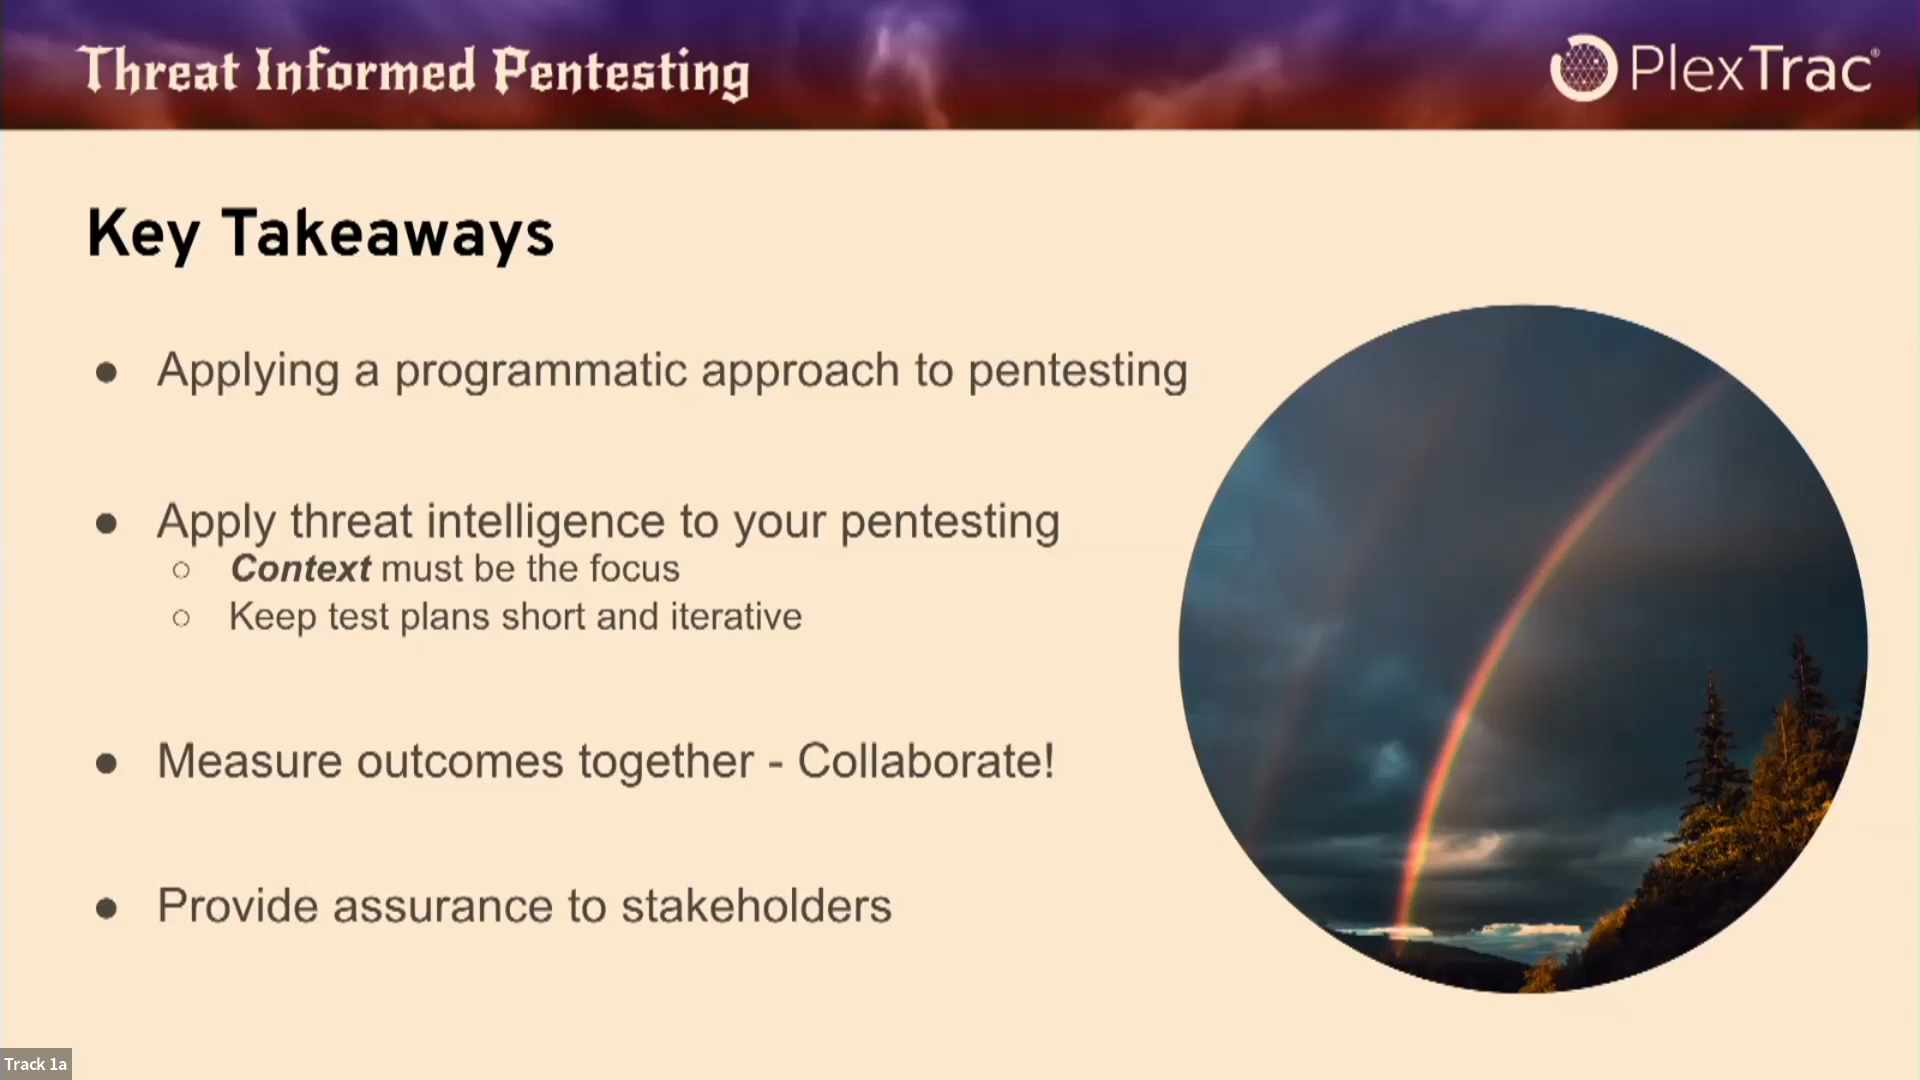 Threat Informed Pentesting
PlexTrac®
Key Takeaways
● Applying a programmatic approach to pentesting
● Apply threat intelligence to your pentesting
○ Context must be the focus
○ Keep test plans short and iterative
● Measure outcomes together - Collaborate!
● Provide assurance to stakeholders
Track 1a